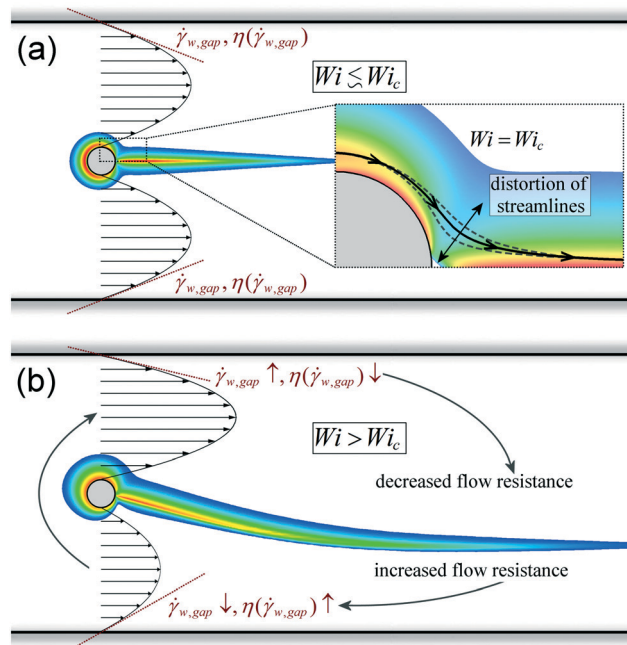 (a)
γ̇w,gap , η(γ̇w,gap)
Wi ≲ Wic
Wi = Wic
distortion of
streamlines
γ̇w,gap , η(γ̇w,gap)
(b)
γ̇w,gap ↑, η(γ̇w,gap) ↓
Wi > Wic
decreased flow resistance
increased flow resistance
γ̇w,gap ↓, η(γ̇w,gap) ↑